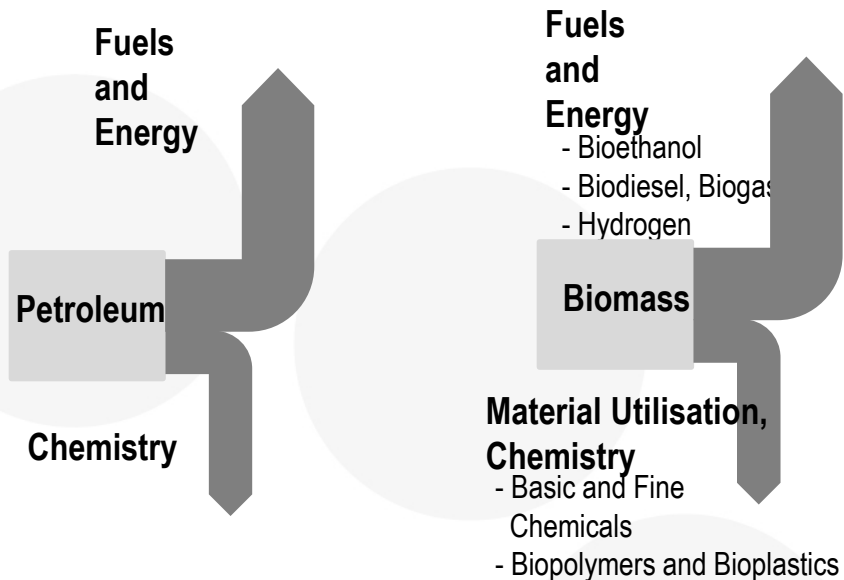 Fuels
and
Energy
Petroleum
Chemistry
Fuels
and
Energy
- Bioethanol
- Biodiesel, Biogas
- Hydrogen
Biomass
Material Utilisation,
Chemistry
- Basic and Fine
Chemicals
- Biopolymers and Bioplastics